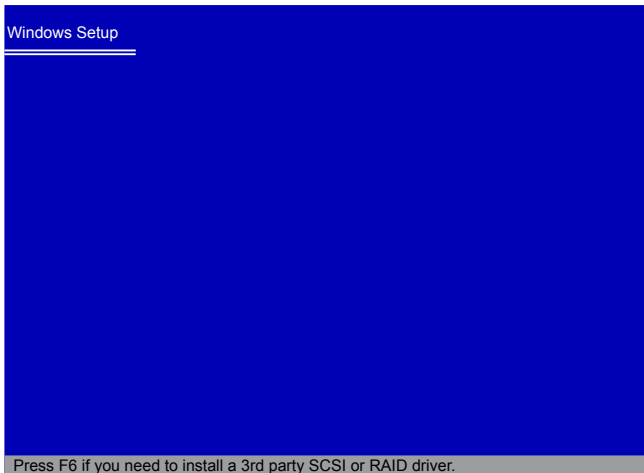 Windows Setup
Press F6 if you need to install a 3rd party SCSI or RAID driver.